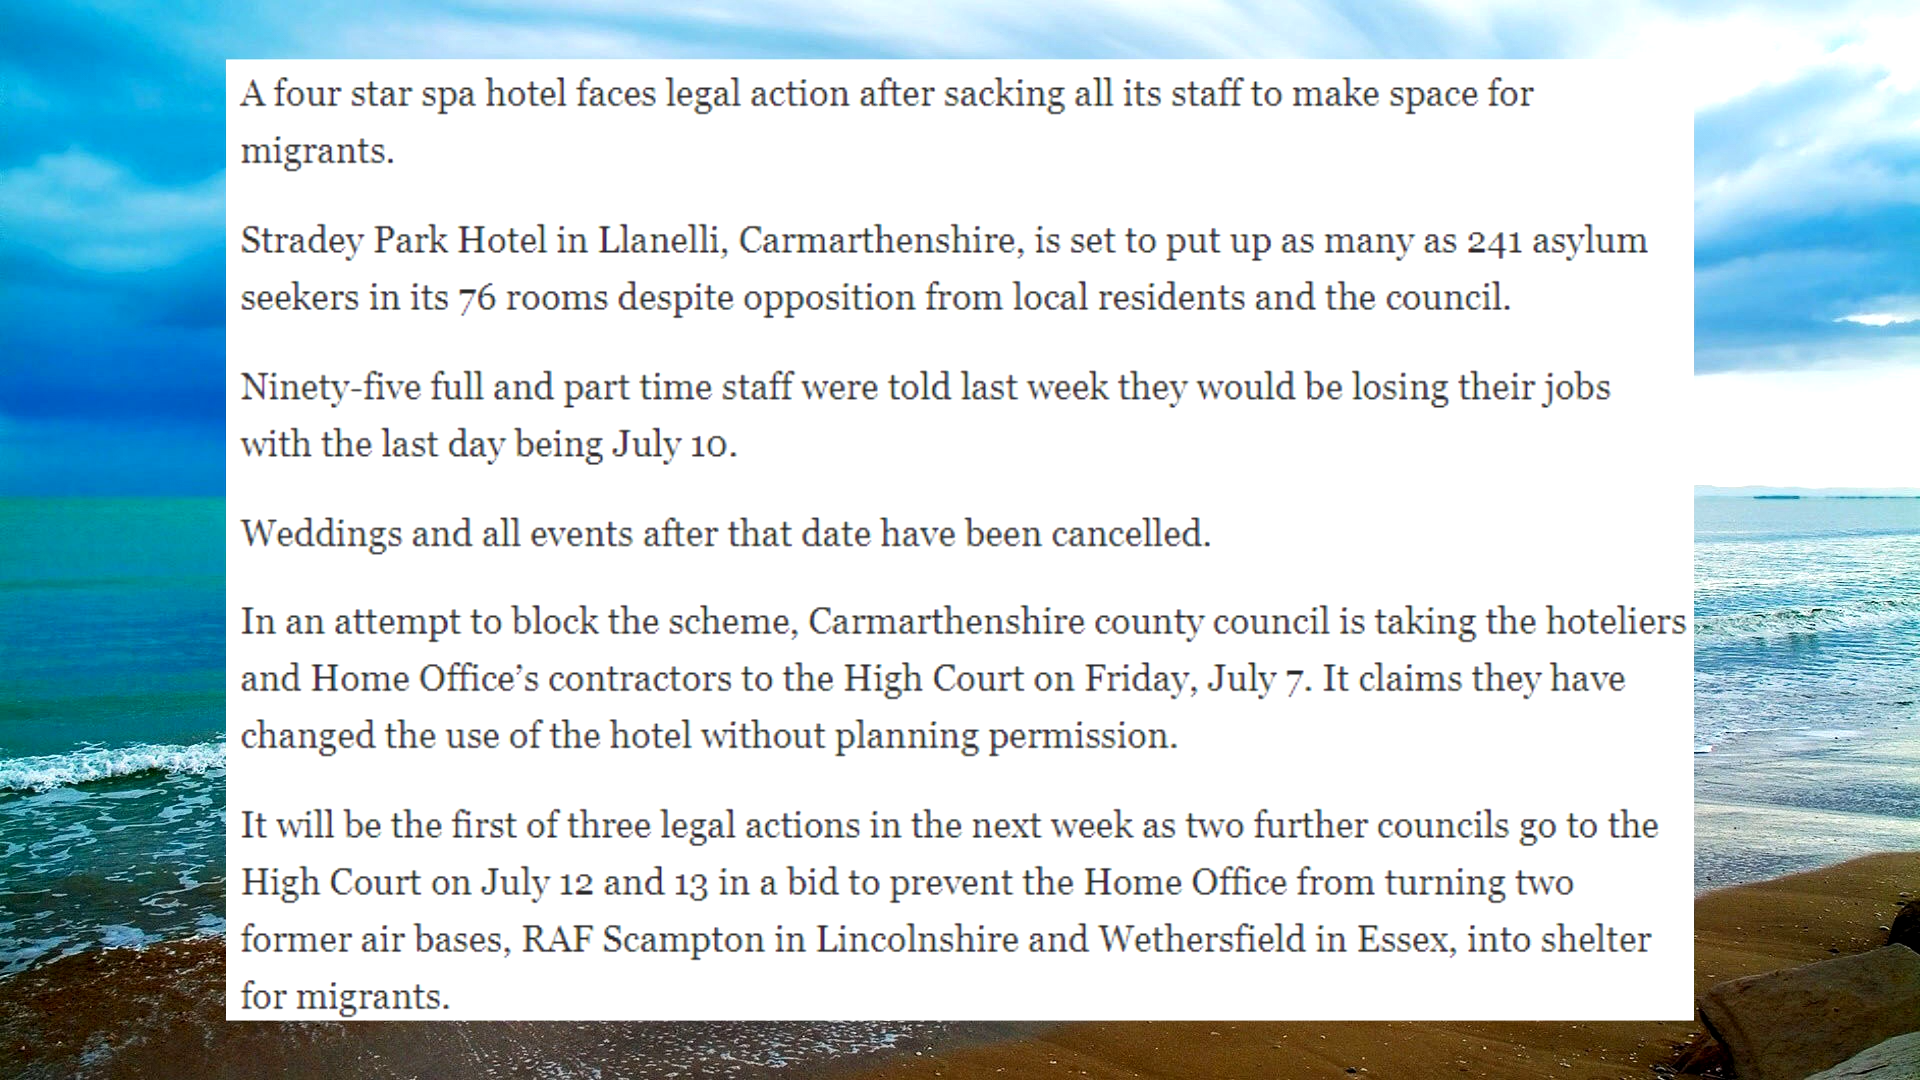 A four star spa hotel faces legal action after sacking all its staff to make space for
migrants.
Stradey Park Hotel in Llanelli, Carmarthenshire, is set to put up as many as 241 asylum
seekers in its 76 rooms despite opposition from local residents and the council.
Ninety-five full and part time staff were told last week they would be losing their jobs
with the last day being July 10.
Weddings and all events after that date have been cancelled.
In an attempt to block the scheme, Carmarthenshire county council is taking the hoteliers
and Home Office’s contractors to the High Court on Friday, July 7. It claims they have
changed the use of the hotel without planning permission.
It will be the first of three legal actions in the next week as two further councils go to the
High Court on July 12 and 13 in a bid to prevent the Home Office from turning two
former air bases, RAF Scampton in Lincolnshire and Wethersfield in Essex, into shelter
for migrants.